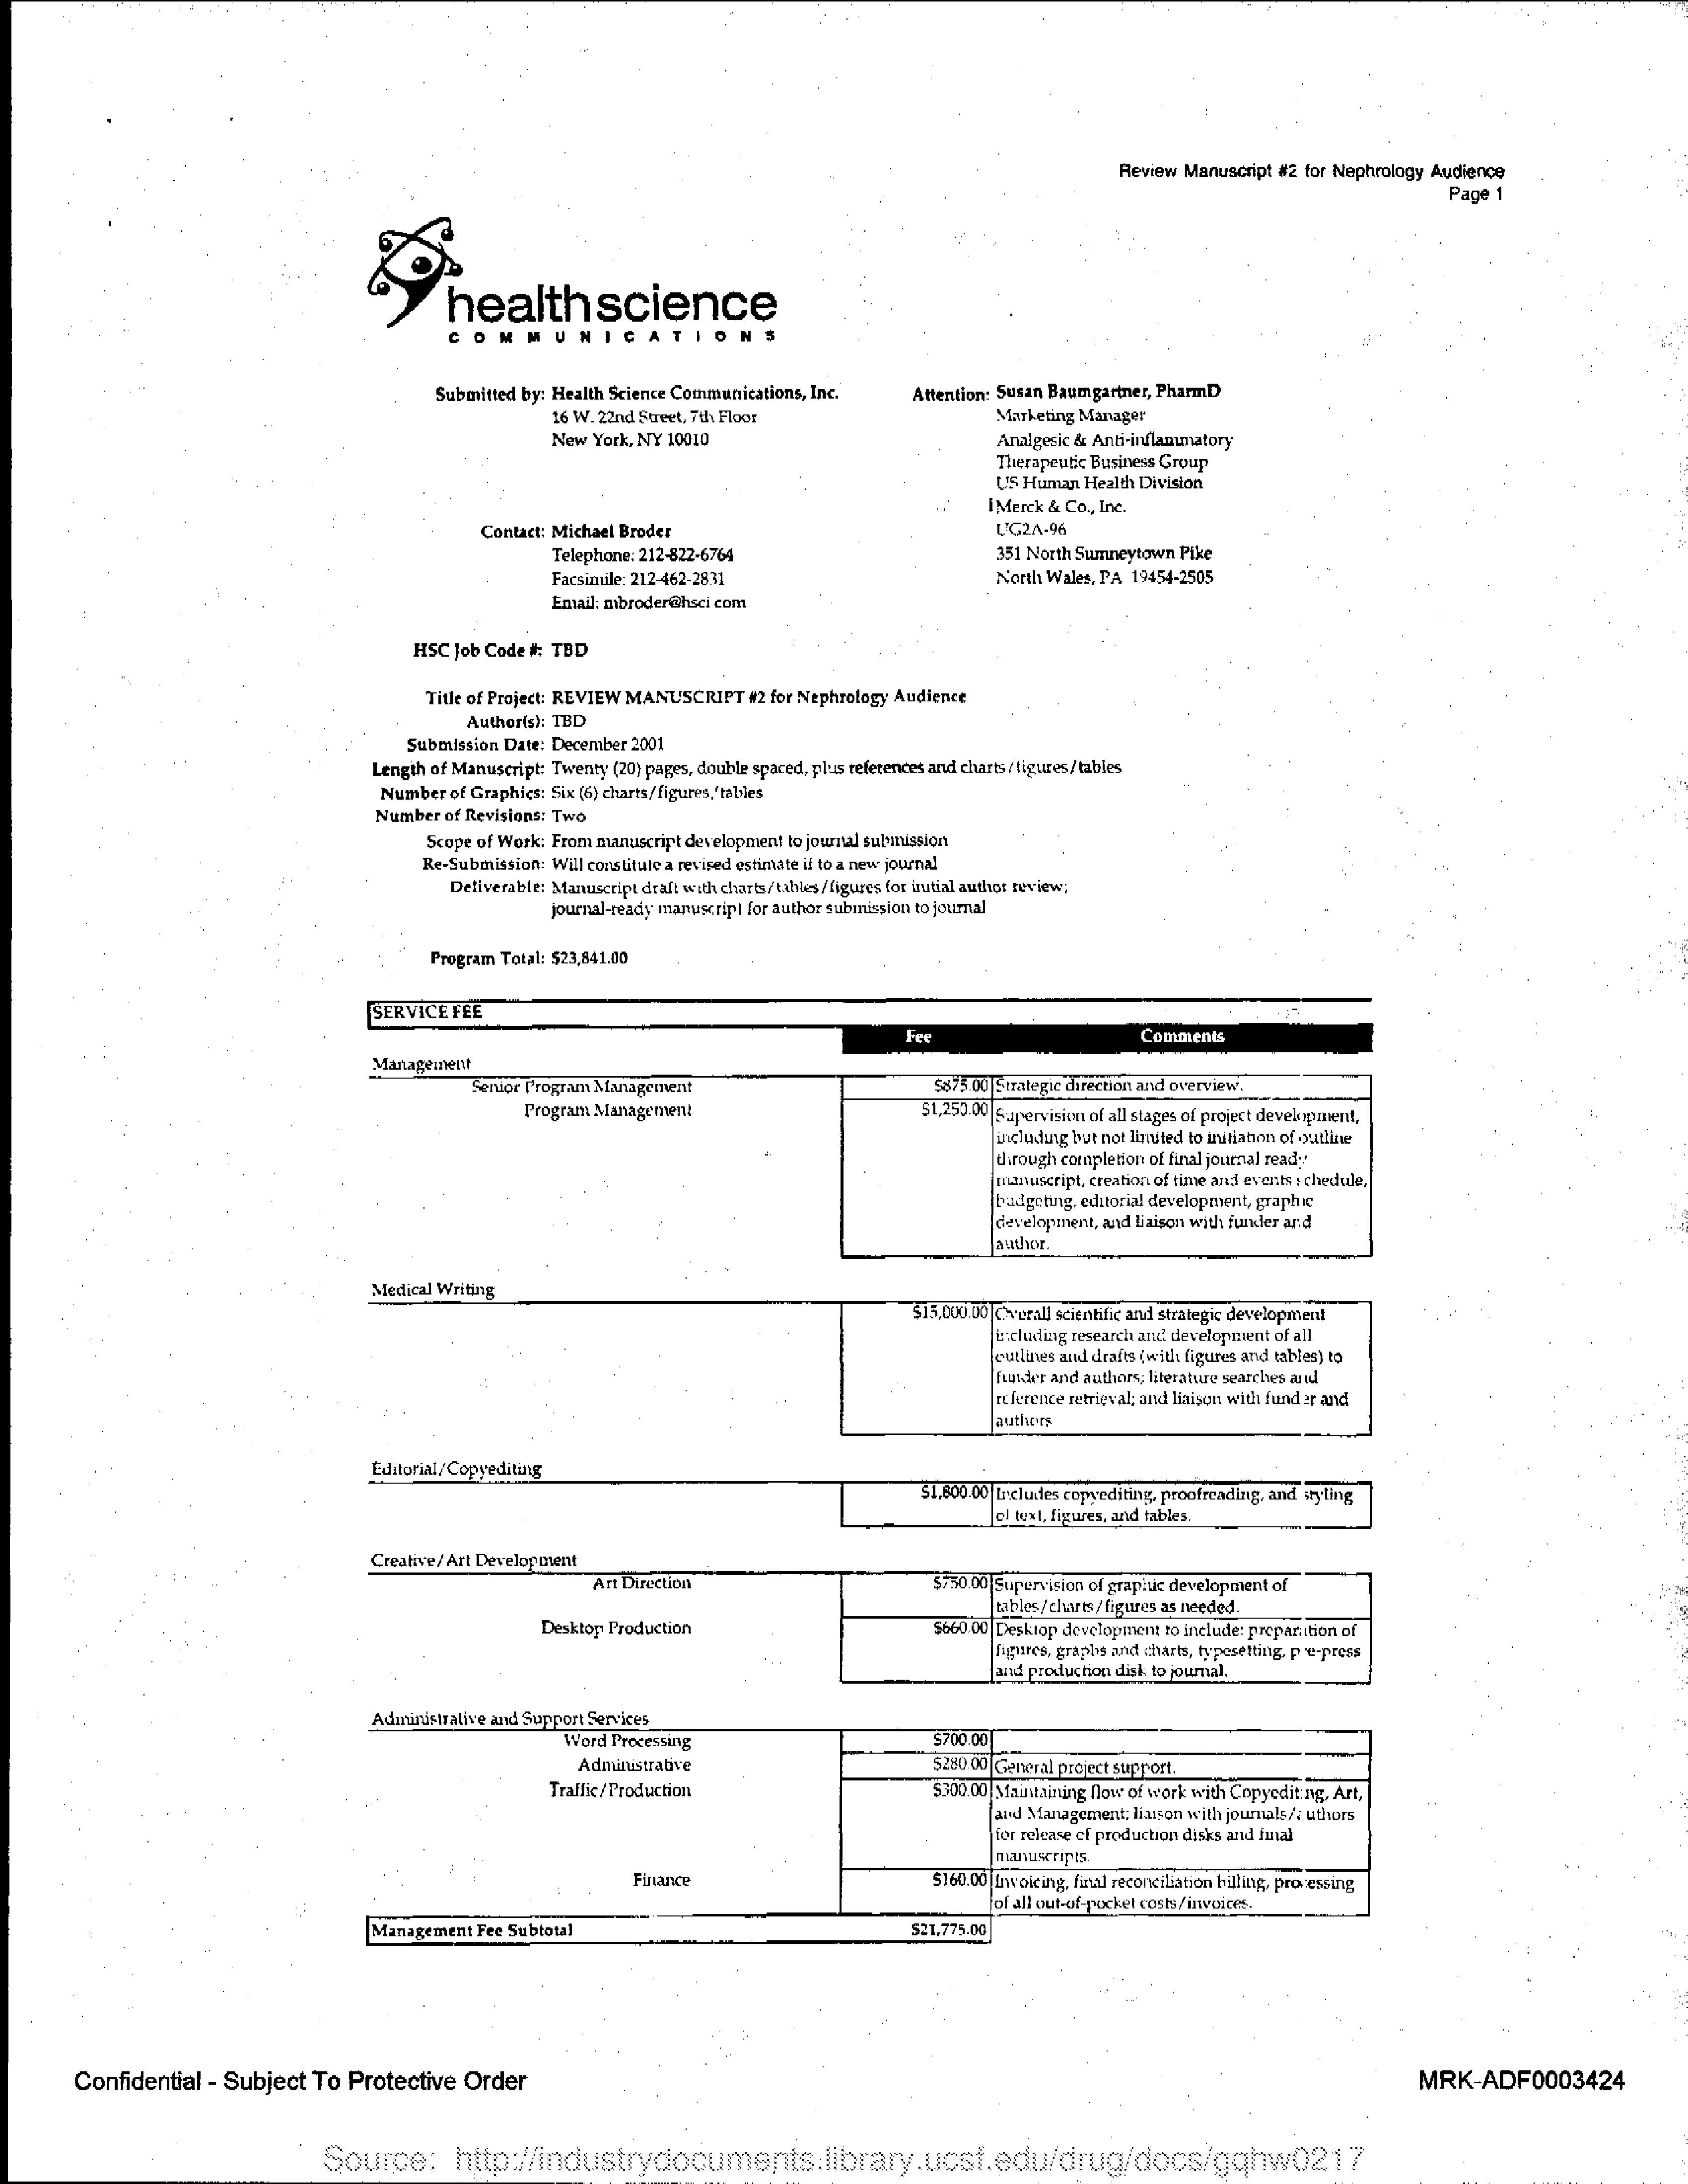 Review Manuscript #2 for Nephrology Audience
Page 1
healthscience
COMMUNICATIONS
Submitted by: Health Science Communications, Inc.
16 W. 22nd Street, 7th Floor
New York, NY 10010
Attention: Susan Baumgartner, PharmD
Marketing Manager
Analgesic & Anti-inflammatory
Therapeutic Business Group
US Human Health Division
Merck & Co., Inc.
UG2A-96
351 North Sumneytown Pike
North Wales, PA 19454-2505
Contact: Michael Broder
Telephone: 212-822-6764
Facsimile: 212-462-2831
Email: mbroder@hsci com
HSC Job Code #: TBD
Title of Project: REVIEW MANUSCRIPT #2 for Nephrology Audience
Author(s): TBD
Submission Date: December 2001
Length of Manuscript: Twenty (20) pages, double spaced, plus references and charts/figures/tables
Number of Graphics: Six (6) charts/figures/tables
Number of Revisions: Two
Scope of Work: From manuscript development to journal submission
Re-Submission: Will constitute a revised estimate if to a new journal
Deliverable: Manuscript draft with charts/tables/figures for initial author review;
journal-ready manuscript for author submission to journal
Program Total: $23,841.00
SERVICE FEE
Fee Comments
Management
Senior Program Management $875.00 Strategic direction and overview.
Program Management $1,250.00 Supervision of all stages of project development,
including but not limited to initiation of outline
through completion of final journal ready
manuscript, creation of time and events schedule,
budgeting, editorial development, graphic
development, and liaison with funder and
author.
Medical Writing
$15,000.00 Overall scientific and strategic development
including research and development of all
outlines and drafts (with figures and tables) to
funder and authors; literature searches and
reference retrieval; and liaison with funder and
authors
Editorial/Copyediting
$1,800.00 Includes copyediting, proofreading, and styling
of text, figures, and tables.
Creative/Art Development
Art Direction $750.00 Supervision of graphic development of
tables/charts/figures as needed.
Desktop Production $660.00 Desktop development to include: preparation of
figures, graphs and charts, typesetting, pre-press
and production disk to journal.
Administrative and Support Services
Word Processing $700.00
Administrative $280.00 General project support.
Traffic/Production $300.00 Maintaining flow of work with Copyediting, Art,
and Management; liaison with journals/authors
for release of production disks and final
manuscripts.
Finance $160.00 Invoicing, final reconciliation billing, processing
of all out-of-pocket costs/invoices.
Management Fee Subtotal $21,775.00
Confidential - Subject To Protective Order
MRK-ADF0003424
Source: http://industrydocuments.library.ucsf.edu/drug/docs/gqhw0217